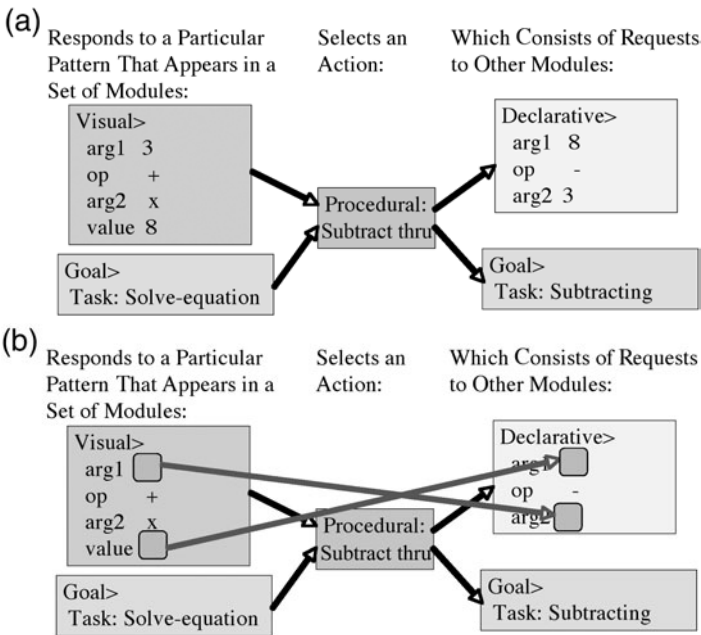 (a)
Responds to a Particular
Pattern That Appears in a
Set of Modules:
Selects an
Action:
Which Consists of Requests
to Other Modules:
Visual>
arg1 3
op +
arg2 x
value 8
Goal>
Task: Solve-equation
Procedural:
Subtract thru
Declarative>
arg1 8
op -
arg2 3
Goal>
Task: Subtracting
(b)
Responds to a Particular
Pattern That Appears in a
Set of Modules:
Selects an
Action:
Which Consists of Requests
to Other Modules:
Visual>
arg1
op +
arg2 x
value
Goal>
Task: Solve-equation
Procedural:
Subtract thru
Declarative>
arg1
op -
arg2
Goal>
Task: Subtracting